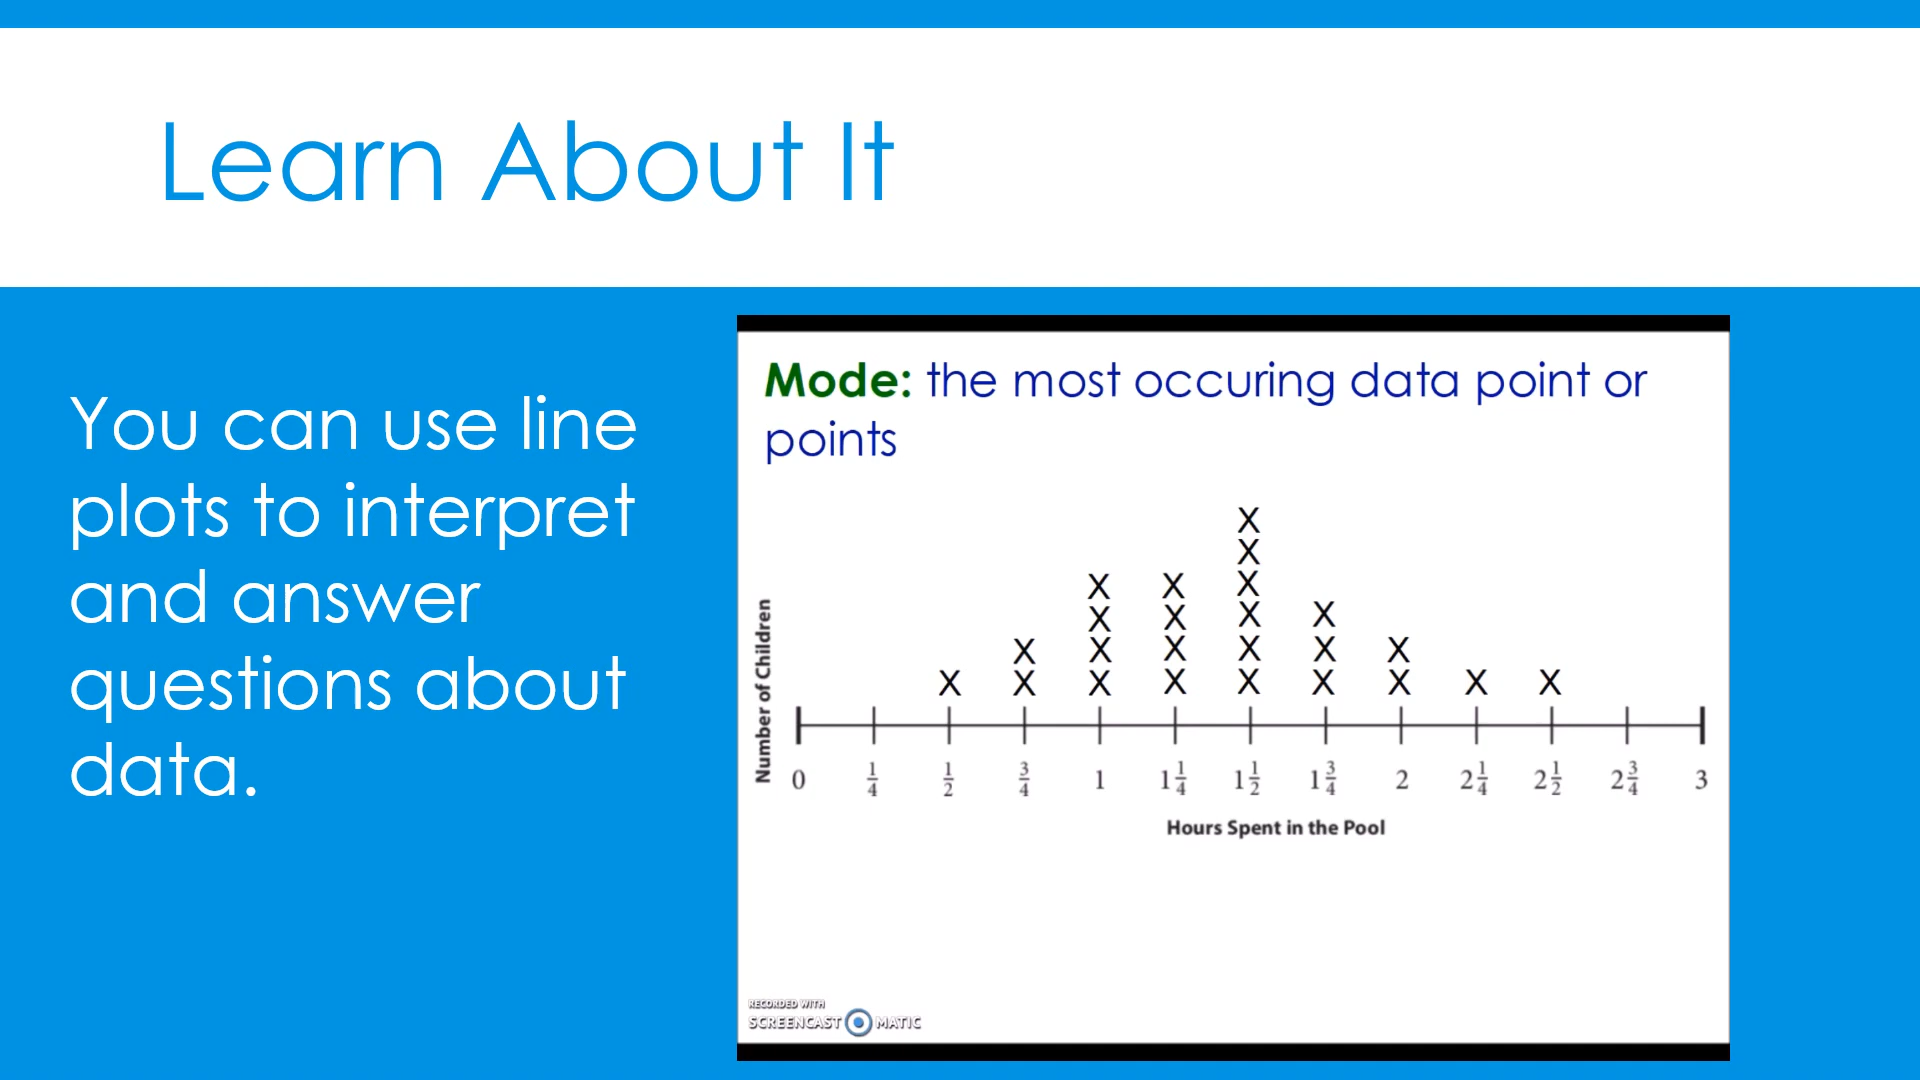 Learn About It
You can use line
plots to interpret
and answer
questions about
data.
Mode: the most occuring data point or
points
X
X
X X X
X X X X
X X X X X X
X X X X X X X X X
Number of Children
0 1/4 1/2 3/4 1 1 1/4 1 1/2 1 3/4 2 2 1/4 2 1/2 2 3/4 3
Hours Spent in the Pool
RECORDED WITH
SCREENCAST MATIC